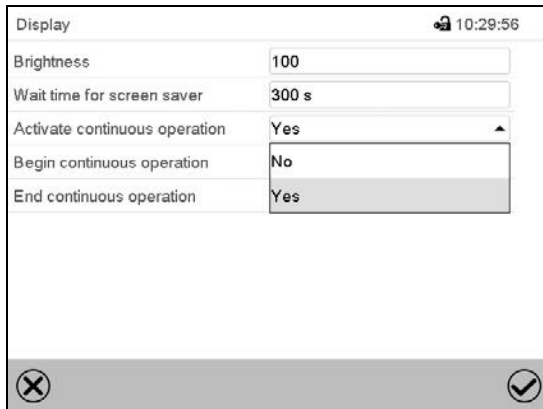 Display 10:29:56
Brightness 100
Wait time for screen saver 300 s
Activate continuous operation Yes
Begin continuous operation No
End continuous operation Yes